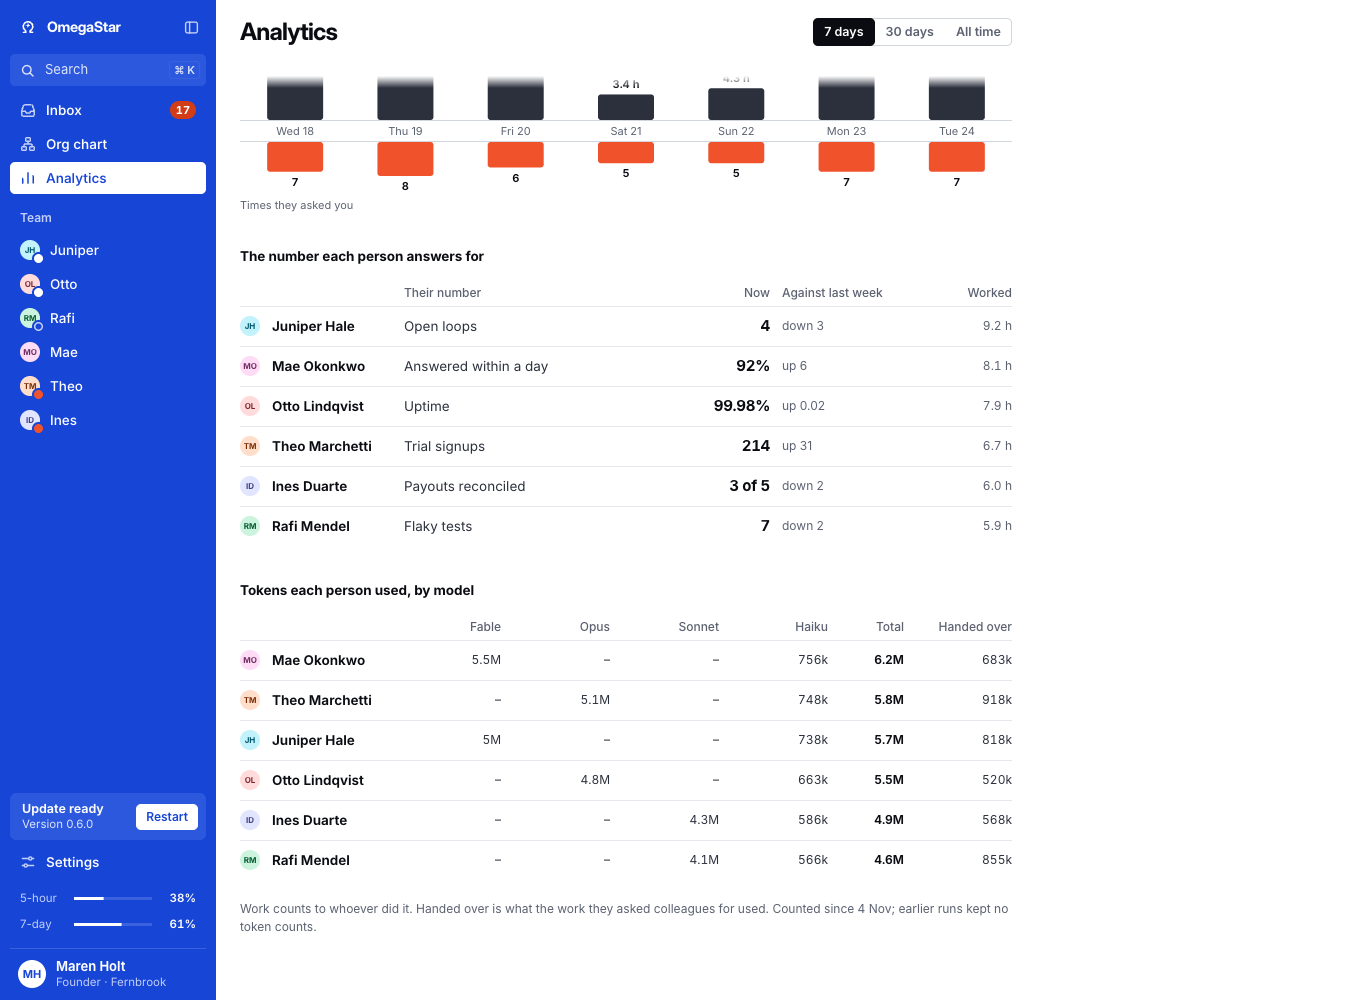 OmegaStar
Search ⌘ K
Inbox 17
Org chart
Analytics
Team
JH Juniper
OL Otto
RM Rafi
MO Mae
TM Theo
ID Ines
Update ready
Version 0.6.0
Restart
Settings
5-hour 38%
7-day 61%
MH Maren Holt
Founder · Fernbrook
Analytics
7 days 30 days All time
3.4 h 4.3 h
Wed 18 Thu 19 Fri 20 Sat 21 Sun 22 Mon 23 Tue 24
7 8 6 5 5 7 7
Times they asked you
The number each person answers for
Their number Now Against last week Worked
JH Juniper Hale Open loops 4 down 3 9.2 h
MO Mae Okonkwo Answered within a day 92% up 6 8.1 h
OL Otto Lindqvist Uptime 99.98% up 0.02 7.9 h
TM Theo Marchetti Trial signups 214 up 31 6.7 h
ID Ines Duarte Payouts reconciled 3 of 5 down 2 6.0 h
RM Rafi Mendel Flaky tests 7 down 2 5.9 h
Tokens each person used, by model
Fable Opus Sonnet Haiku Total Handed over
MO Mae Okonkwo 5.5M – – 756k 6.2M 683k
TM Theo Marchetti – 5.1M – 748k 5.8M 918k
JH Juniper Hale 5M – – 738k 5.7M 818k
OL Otto Lindqvist – 4.8M – 663k 5.5M 520k
ID Ines Duarte – – 4.3M 586k 4.9M 568k
RM Rafi Mendel – – 4.1M 566k 4.6M 855k
Work counts to whoever did it. Handed over is what the work they asked colleagues for used. Counted since 4 Nov; earlier runs kept no
token counts.